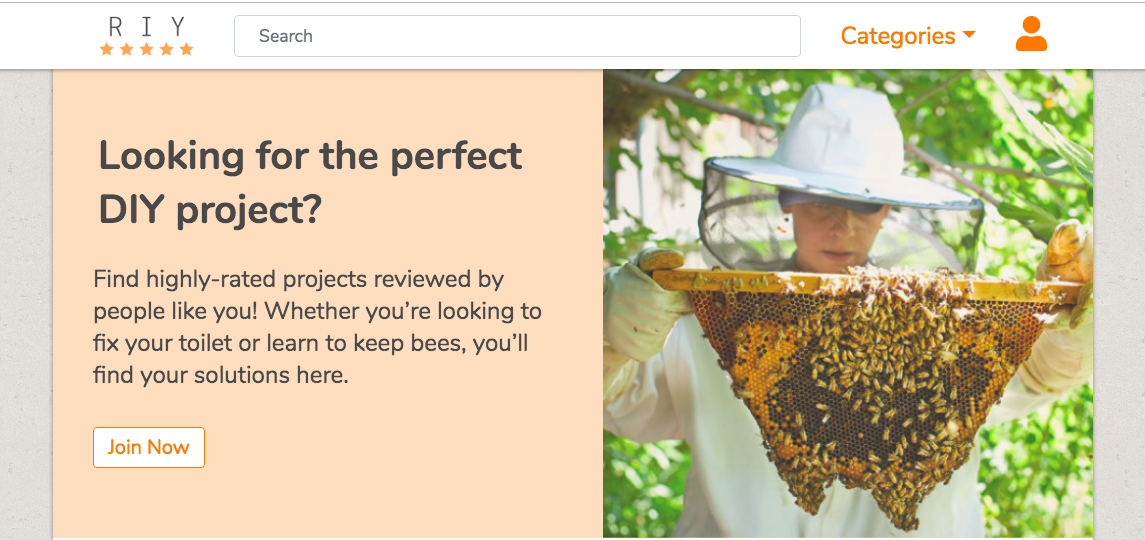 R I Y
Search
Categories
Looking for the perfect
DIY project?
Find highly-rated projects reviewed by
people like you! Whether you’re looking to
fix your toilet or learn to keep bees, you’ll
find your solutions here.
Join Now